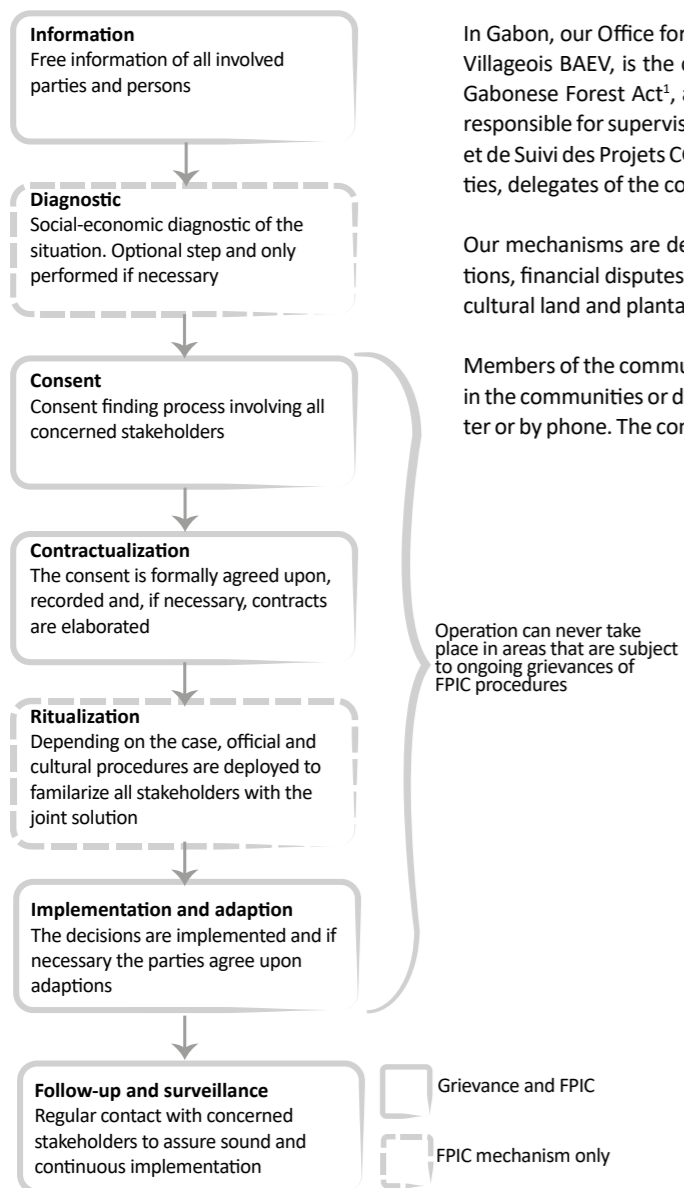 Information
Free information of all involved
parties and persons
Diagnostic
Social-economic diagnostic of the
situation. Optional step and only
performed if necessary
Consent
Consent finding process involving all
concerned stakeholders
Contractualization
The consent is formally agreed upon,
recorded and, if necessary, contracts
are elaborated
Ritualization
Depending on the case, official and
cultural procedures are deployed to
familarize all stakeholders with the
joint solution
Implementation and adaption
The decisions are implemented and if
necessary the parties agree upon
adaptions
Follow-up and surveillance
Regular contact with concerned
stakeholders to assure sound and
continuous implementation
Operation can never take
place in areas that are subject
to ongoing grievances of
FPIC procedures
Grievance and FPIC
FPIC mechanism only
In Gabon, our Office for
Villageois BAEV, is the
Gabonese Forest Act¹,
responsible for
et de Suivi des Projets
ties, delegates of the
Our mechanisms are
tions, financial disputes
cultural land and
Members of the
in the communities or
ter or by phone. The